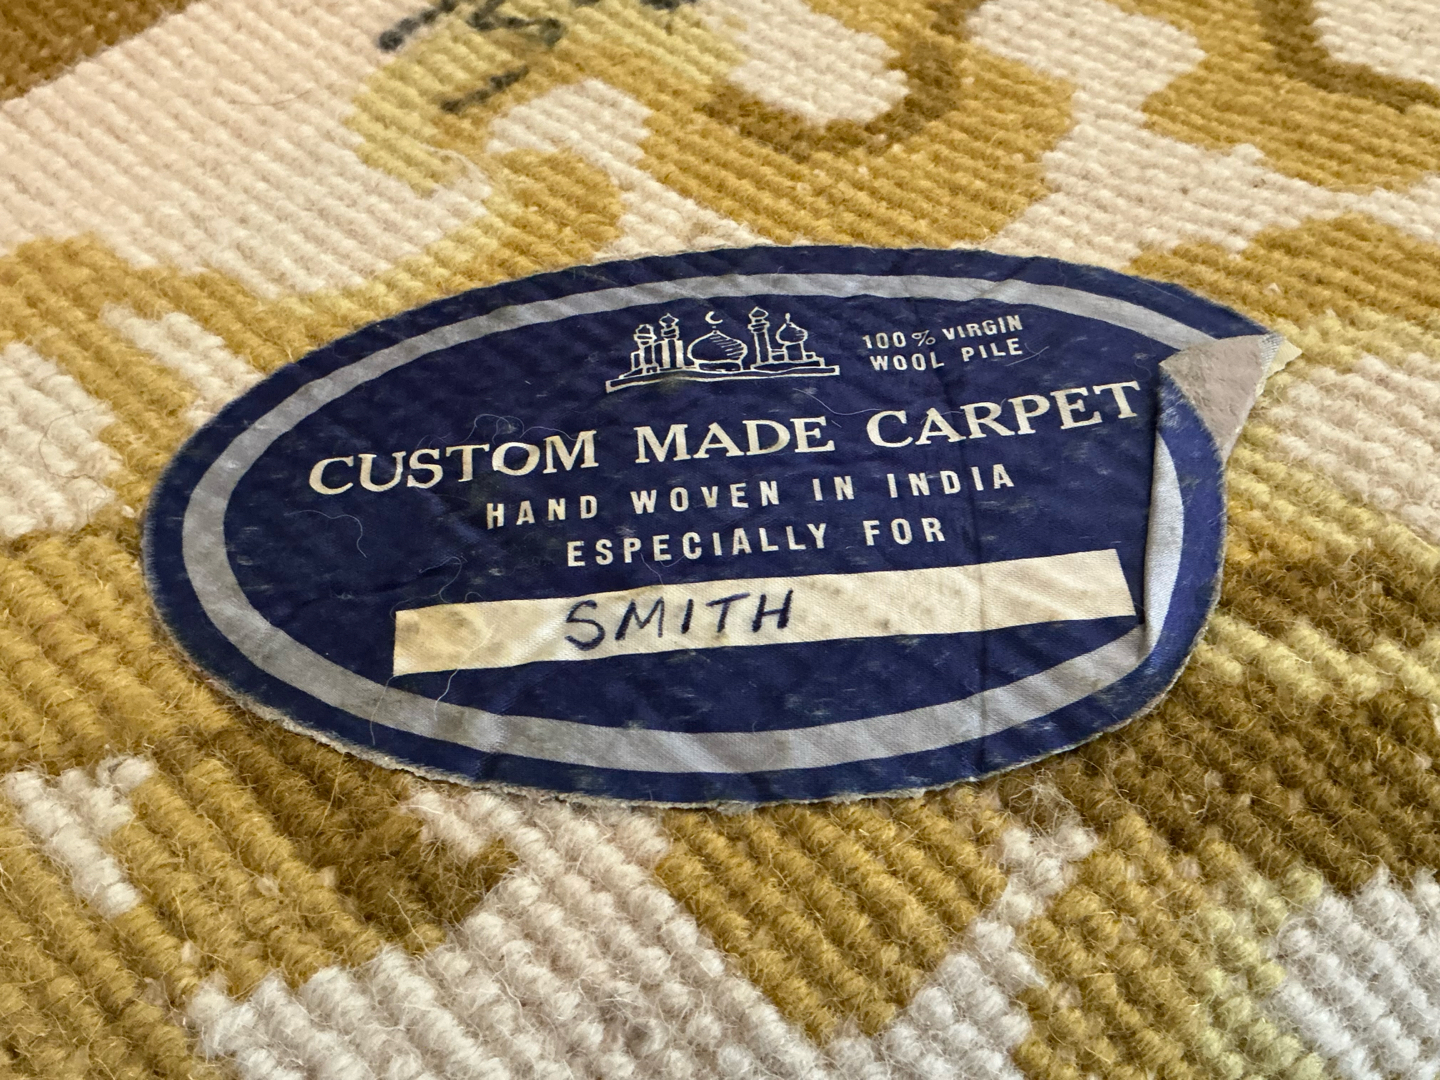 100% VIRGIN
WOOL PILE
CUSTOM MADE CARPET
HAND WOVEN IN INDIA
ESPECIALLY FOR
SMITH